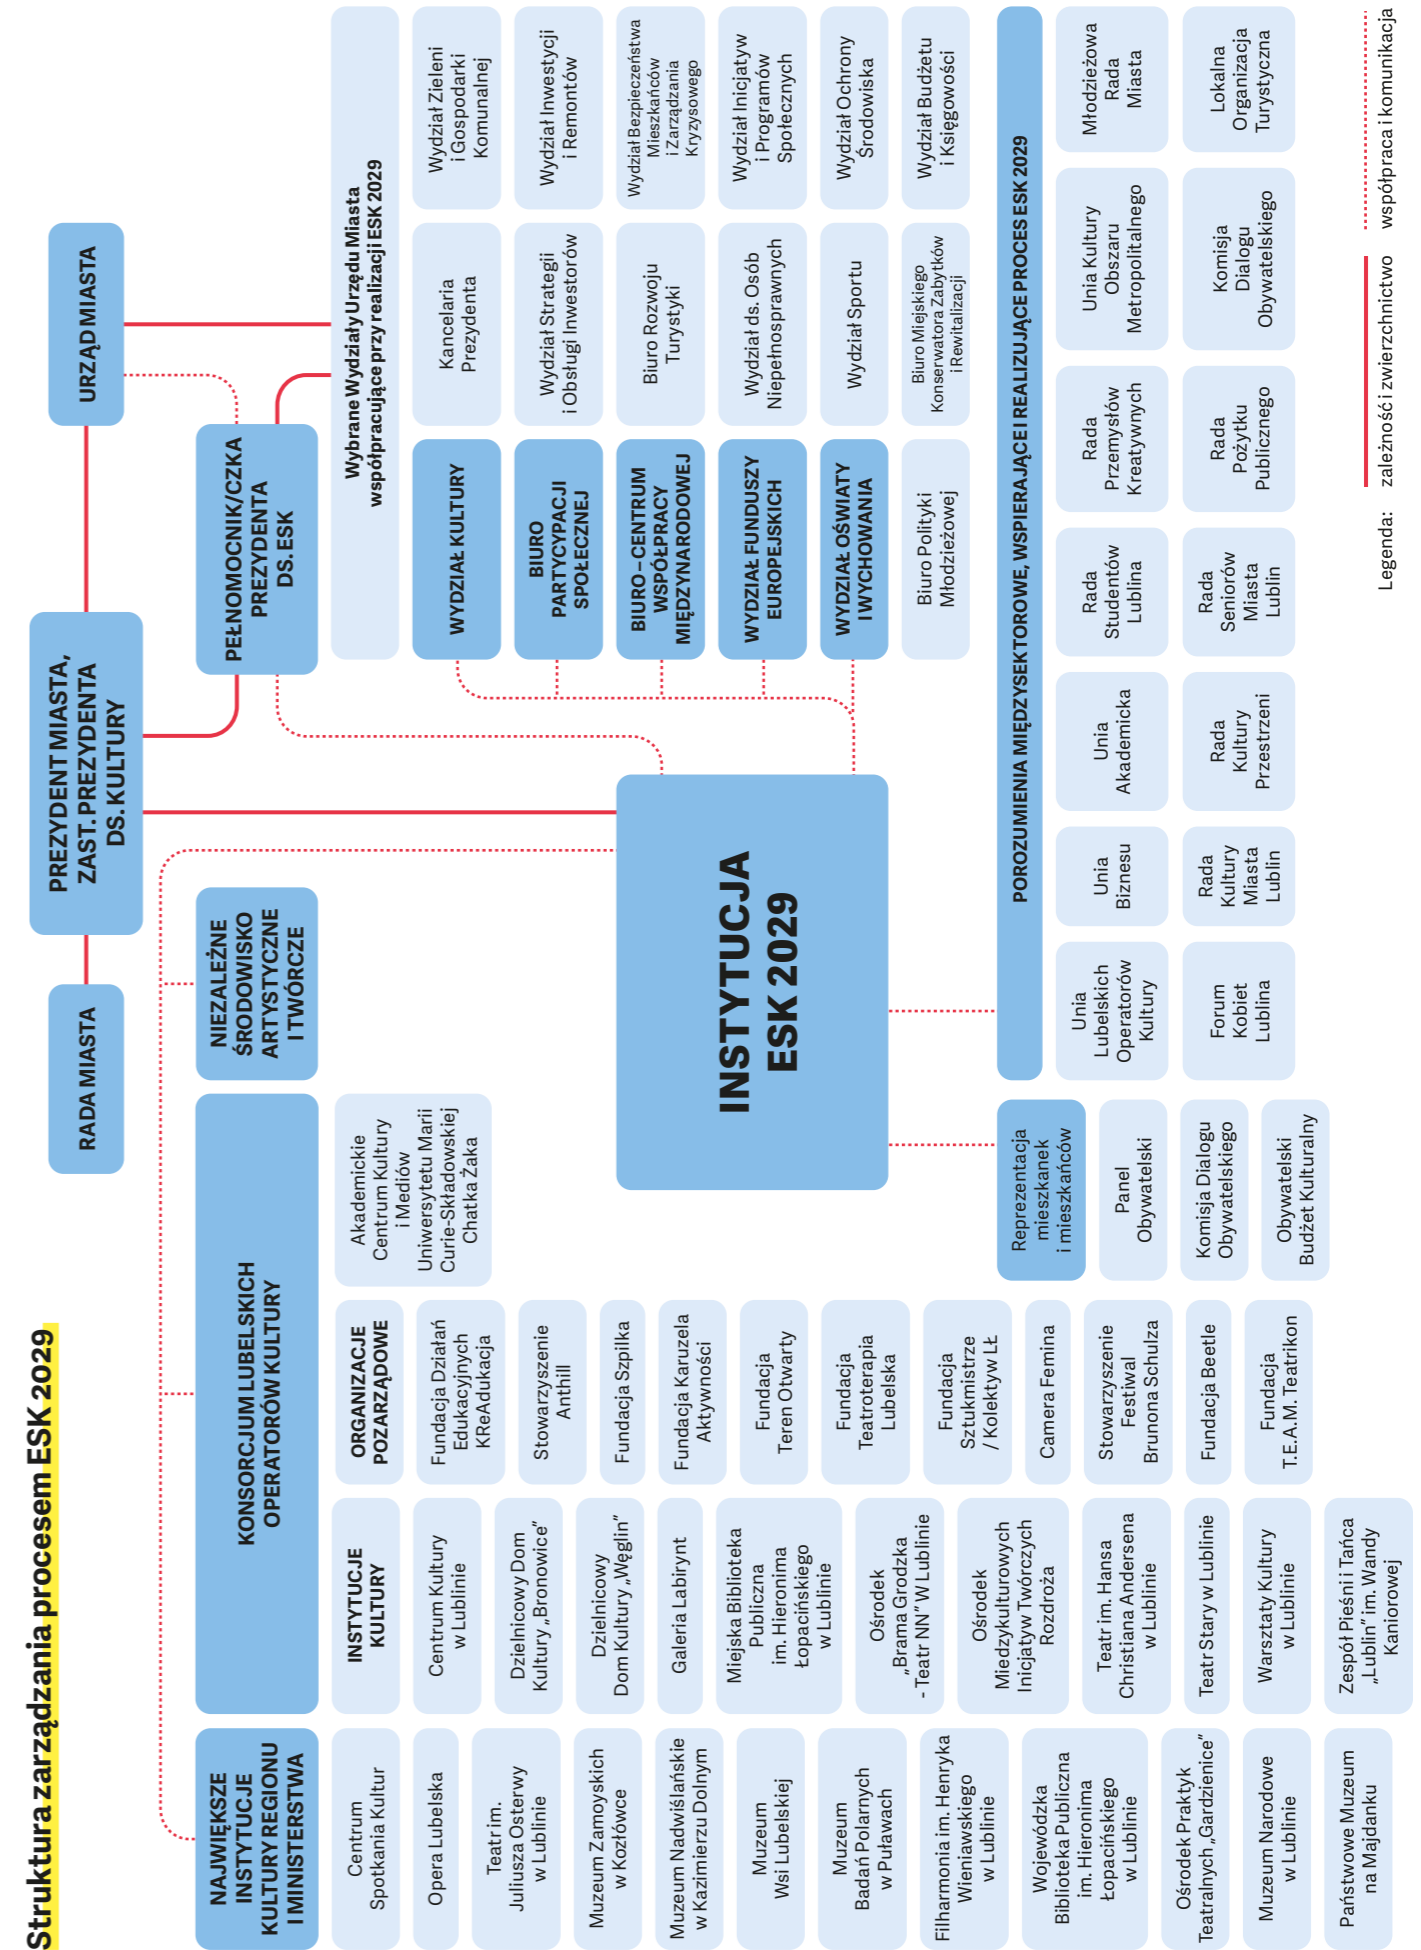 Struktura zarządzania procesem ESK 2029
RADA MIASTA
PREZYDENT MIASTA,
ZAST. PREZYDENTA
DS. KULTURY
URZĄD MIASTA
NAJWIĘKSZE
INSTYTUCJE
KULTURY REGIONU
I MINISTERSTWA
Centrum
Spotkania Kultur
Opera Lubelska
Teatr im.
Juliusza Osterwy
w Lublinie
Muzeum Zamoyskich
w Kozłówce
Muzeum Nadwiślańskie
w Kazimierzu Dolnym
Muzeum
Wsi Lubelskiej
Muzeum
Badań Polarnych
w Puławach
Filharmonia im. Henryka
Wieniawskiego
w Lublinie
Wojewódzka
Biblioteka Publiczna
im. Hieronima
Łopacińskiego
w Lublinie
Ośrodek Praktyk
Teatralnych „Gardzienice”
Muzeum Narodowe
w Lublinie
Państwowe Muzeum
na Majdanku
KONSORCJUM LUBELSKICH
OPERATORÓW KULTURY
INSTYTUCJE
KULTURY
Centrum Kultury
w Lublinie
Dzielnicowy Dom
Kultury „Bronowice”
Dzielnicowy
Dom Kultury „Węglin”
Galeria Labirynt
Miejska Biblioteka
Publiczna
im. Hieronima
Łopacińskiego
w Lublinie
Ośrodek
„Brama Grodzka
- Teatr NN” W Lublinie
Ośrodek
Miedzykulturowych
Inicjatyw Twórczych
Rozdroża
Teatr im. Hansa
Christiana Andersena
w Lublinie
Teatr Stary w Lublinie
Warsztaty Kultury
w Lublinie
Zespół Pieśni i Tańca
„Lublin” im. Wandy
Kaniorowej
ORGANIZACJE
POZARZĄDOWE
Fundacja Działań
Edukacyjnych
KReAdukacja
Stowarzyszenie
Anthill
Fundacja Szpilka
Fundacja Karuzela
Aktywności
Fundacja
Teren Otwarty
Fundacja
Teatroterapia
Lubelska
Fundacja
Sztukmistrze
/ Kolektyw LŁ
Camera Femina
Stowarzyszenie
Festiwal
Brunona Schulza
Fundacja Beetle
Fundacja
T.E.A.M. Teatrikon
Akademickie
Centrum Kultury
i Mediów
Uniwersytetu Marii
Curie-Składowskiej
Chatka Żaka
NIEZALEŻNE
ŚRODOWISKO
ARTYSTYCZNE
I TWÓRCZE
PEŁNOMOCNIK/CZKA
PREZYDENTA
DS. ESK
INSTYTUCJA
ESK 2029
Wybrane Wydziały Urzędu Miasta
współpracujące przy realizacji ESK 2029
WYDZIAŁ KULTURY
Kancelaria
Prezydenta
Wydział Zieleni
i Gospodarki
Komunalnej
BIURO
PARTYCYPACJI
SPOŁECZNEJ
Wydział Strategii
i Obsługi Inwestorów
Wydział Inwestycji
i Remontów
BIURO – CENTRUM
WSPÓŁPRACY
MIĘDZYNARODOWEJ
Biuro Rozwoju
Turystyki
Wydział Bezpieczeństwa
Mieszkańców
i Zarządzania
Kryzysowego
WYDZIAŁ FUNDUSZY
EUROPEJSKICH
Wydział ds. Osób
Niepełnosprawnych
Wydział Inicjatyw
i Programów
Społecznych
WYDZIAŁ OŚWIATY
I WYCHOWANIA
Wydział Sportu
Wydział Ochrony
Środowiska
Biuro Polityki
Młodzieżowej
Biuro Miejskiego
Konserwatora Zabytków
i Rewitalizacji
Wydział Budżetu
i Księgowości
Reprezentacja
mieszkanek
i mieszkańców
Panel
Obywatelski
Komisja Dialogu
Obywatelskiego
Obywatelski
Budżet Kulturalny
POROZUMIENIA MIĘDZYSEKTOROWE, WSPIERAJĄCE I REALIZUJĄCE PROCES ESK 2029
Unia
Lubelskich
Operatorów
Kultury
Unia
Biznesu
Unia
Akademicka
Rada
Studentów
Lublina
Rada
Przemysłów
Kreatywnych
Unia Kultury
Obszaru
Metropolitalnego
Młodzieżowa
Rada
Miasta
Forum
Kobiet
Lublina
Rada
Kultury
Miasta
Lublin
Rada
Kultury
Przestrzeni
Rada
Seniorów
Miasta
Lublin
Rada
Pożytku
Publicznego
Komisja
Dialogu
Obywatelskiego
Lokalna
Organizacja
Turystyczna
Legenda:
zależność i zwierzchnictwo
współpraca i komunikacja